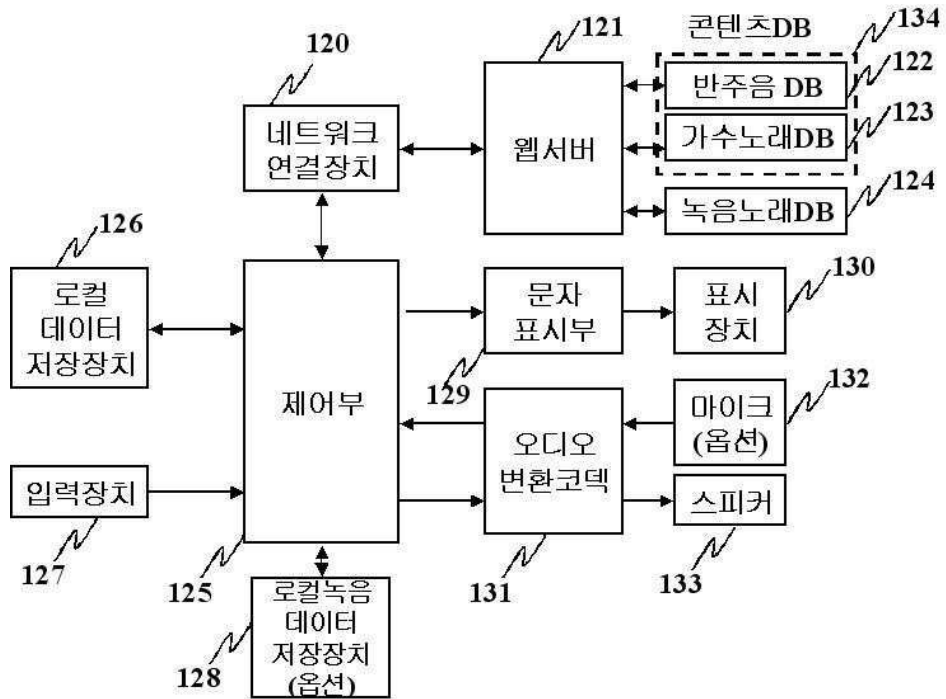 콘텐츠DB
134
120
121
반주음 DB
122
네트워크
연결장치
웹서버
가수노래DB
123
녹음노래DB
124
126
로컬
데이터
저장장치
문자
표시부
129
표시
장치
130
제어부
125
오디오
변환코덱
131
마이크
(옵션)
132
입력장치
127
스피커
133
로컬녹음
데이터
저장장치
(옵션)
128